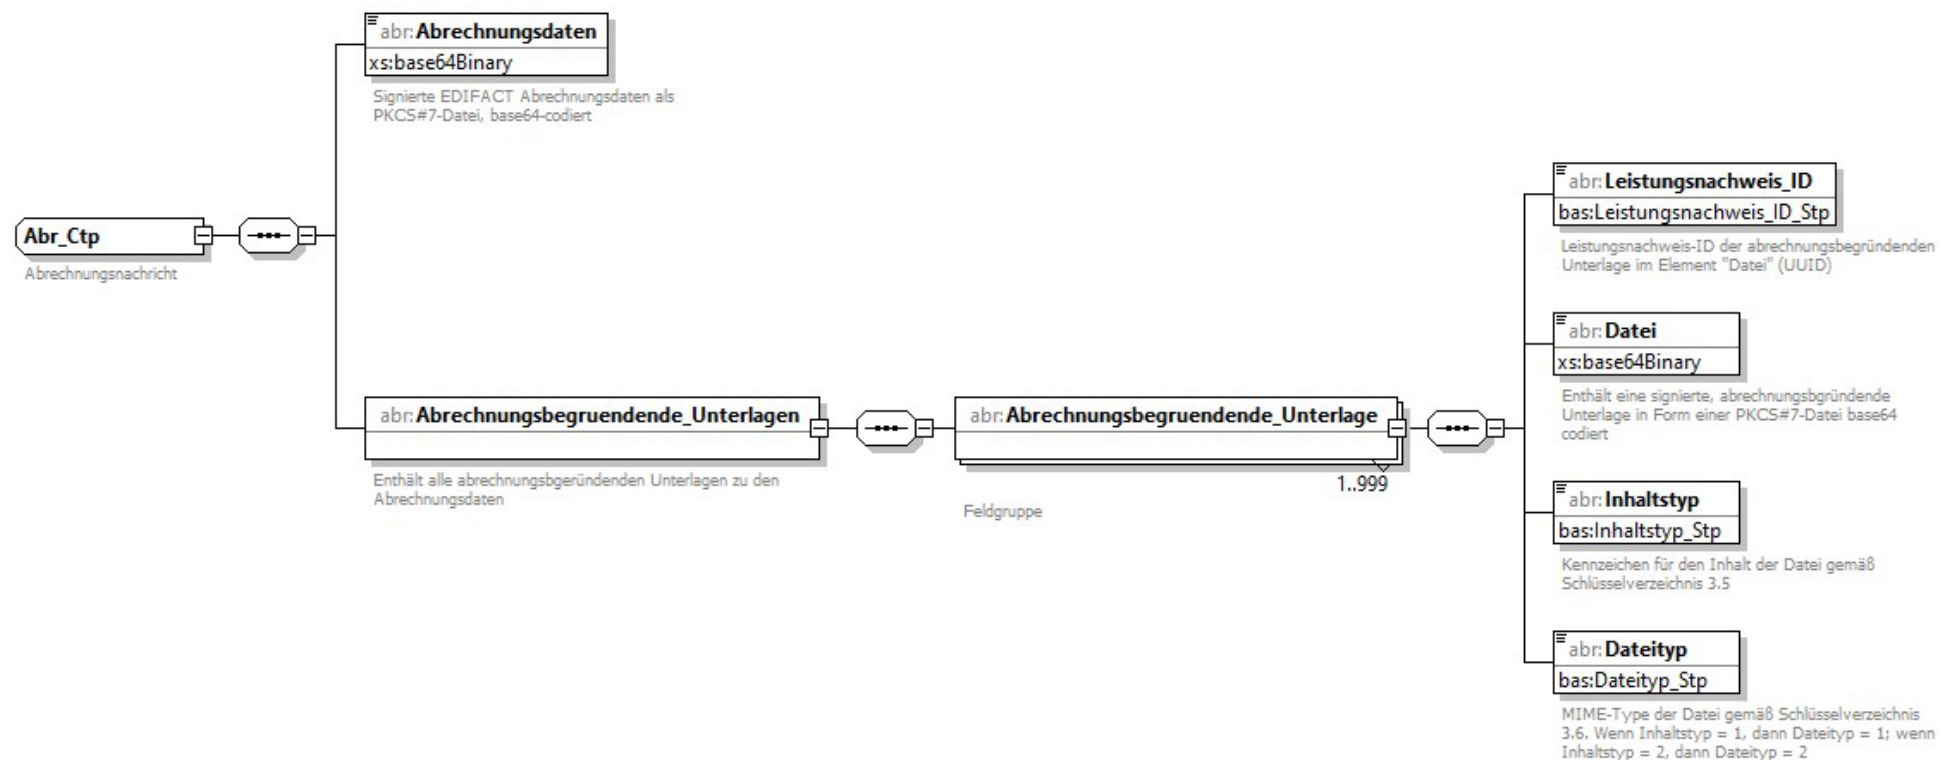 abr:Abrechnungsdaten
xs:base64Binary
Signierte EDIFACT Abrechnungsdaten als
PKCS#7-Datei, base64-codiert
Abr_Ctp
Abrechnungsnachricht
abr:Abrechnungsbegruendende_Unterlagen
Enthält alle abrechnungsbgeründenden Unterlagen zu den
Abrechnungsdaten
abr:Abrechnungsbegruendende_Unterlage
1..999
Feldgruppe
abr:Leistungsnachweis_ID
bas:Leistungsnachweis_ID_Stp
Leistungsnachweis-ID der abrechnungsbegründenden
Unterlage im Element "Datei" (UUID)
abr:Datei
xs:base64Binary
Enthält eine signierte, abrechnungsbgründende
Unterlage in Form einer PKCS#7-Datei base64
codiert
abr:Inhaltstyp
bas:Inhaltstyp_Stp
Kennzeichen für den Inhalt der Datei gemäß
Schlüsselverzeichnis 3.5
abr:Dateityp
bas:Dateityp_Stp
MIME-Type der Datei gemäß Schlüsselverzeichnis
3.6. Wenn Inhaltstyp = 1, dann Dateityp = 1; wenn
Inhaltstyp = 2, dann Dateityp = 2